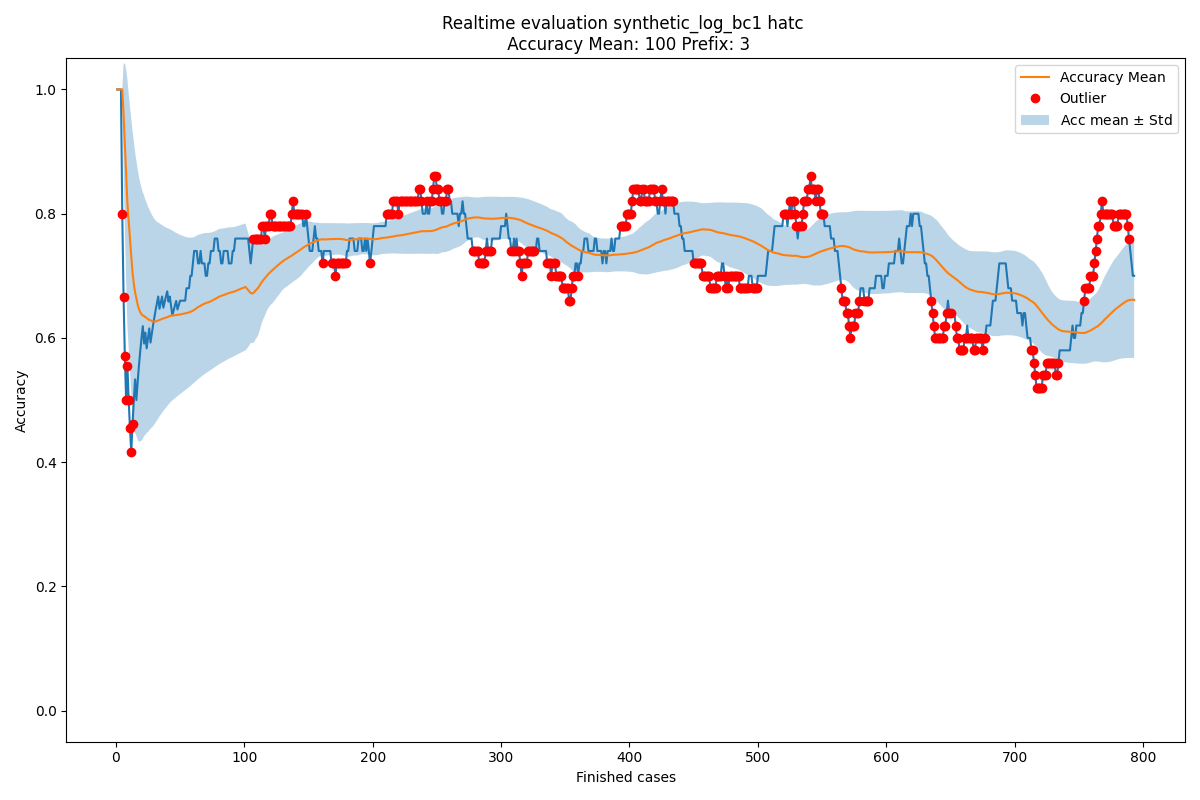 Realtime evaluation synthetic_log_bc1 hatc
Accuracy Mean: 100 Prefix: 3
Accuracy Mean
Outlier
Acc mean ± Std
1.0
0.8
0.6
0.4
0.2
0.0
Accuracy
0
100
200
300
400
500
600
700
800
Finished cases